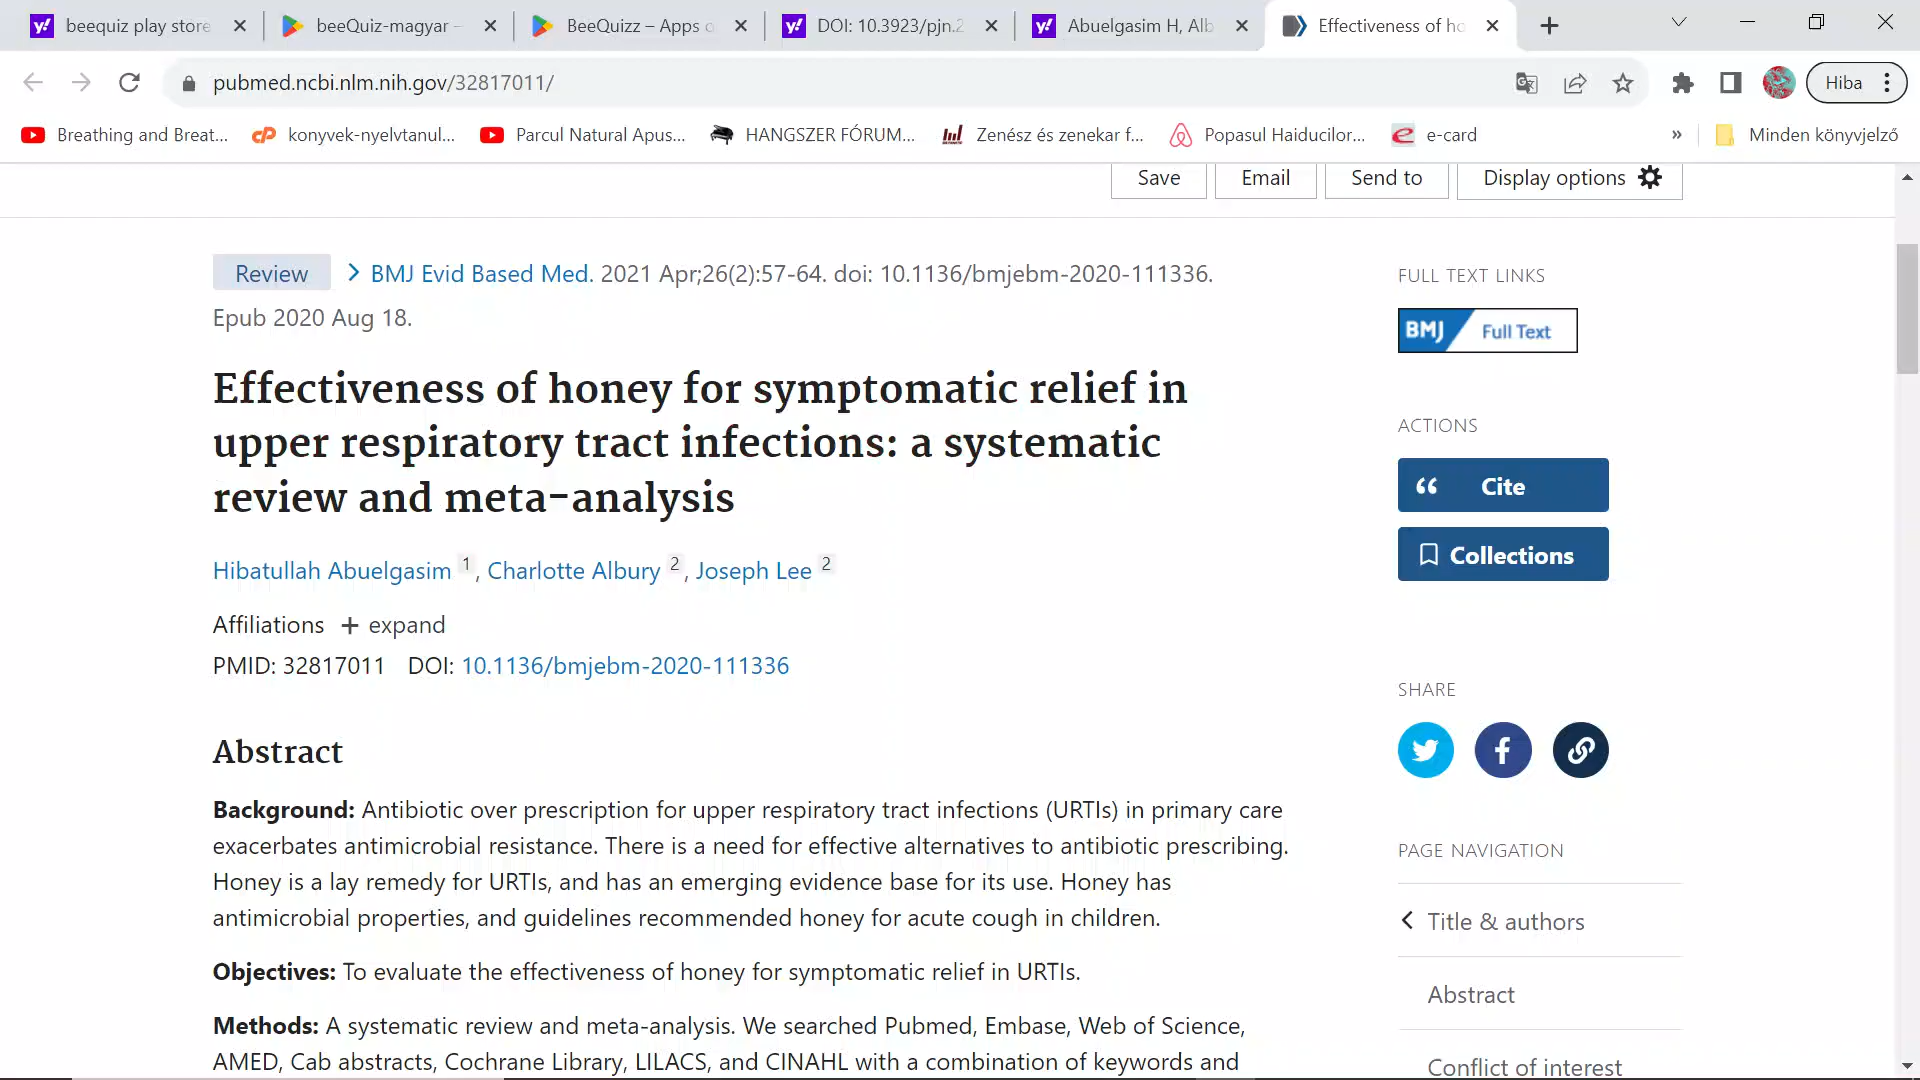 beequiz play store
beeQuiz-magyar –
BeeQuizz – Apps o
DOI: 10.3923/pjn.2
Abuelgasim H, Alb
Effectiveness of ho
pubmed.ncbi.nlm.nih.gov/32817011/
Hiba
Breathing and Breat...
konyvek-nyelvtanul...
Parcul Natural Apus...
HANGSZER FÓRUM...
Zenész és zenekar f...
Popasul Haiducilor...
e-card
»
Minden könyvjelző
Save
Email
Send to
Display options
Review
BMJ Evid Based Med. 2021 Apr;26(2):57-64. doi: 10.1136/bmjebm-2020-111336.
Epub 2020 Aug 18.
Effectiveness of honey for symptomatic relief in
upper respiratory tract infections: a systematic
review and meta-analysis
Hibatullah Abuelgasim 1, Charlotte Albury 2, Joseph Lee 2
Affiliations + expand
PMID: 32817011 DOI: 10.1136/bmjebm-2020-111336
Abstract
Background: Antibiotic over prescription for upper respiratory tract infections (URTIs) in primary care
exacerbates antimicrobial resistance. There is a need for effective alternatives to antibiotic prescribing.
Honey is a lay remedy for URTIs, and has an emerging evidence base for its use. Honey has
antimicrobial properties, and guidelines recommended honey for acute cough in children.
Objectives: To evaluate the effectiveness of honey for symptomatic relief in URTIs.
Methods: A systematic review and meta-analysis. We searched Pubmed, Embase, Web of Science,
AMED, Cab abstracts, Cochrane Library, LILACS, and CINAHL with a combination of keywords and
FULL TEXT LINKS
BMJ Full Text
ACTIONS
Cite
Collections
SHARE
PAGE NAVIGATION
Title & authors
Abstract
Conflict of interest